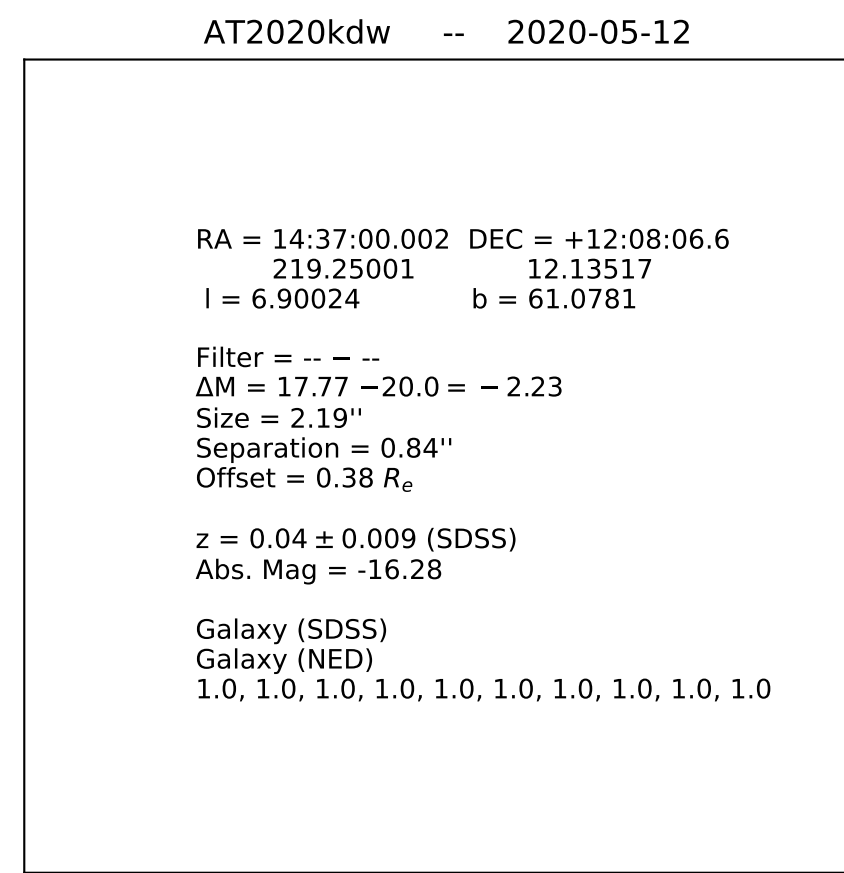 AT2020kdw -- 2020-05-12
RA = 14:37:00.002 DEC = +12:08:06.6
219.25001 12.13517
l = 6.90024 b = 61.0781
Filter = -- − --
ΔM = 17.77 −20.0 = − 2.23
Size = 2.19''
Separation = 0.84''
Offset = 0.38 Re
z = 0.04 ± 0.009 (SDSS)
Abs. Mag = -16.28
Galaxy (SDSS)
Galaxy (NED)
1.0, 1.0, 1.0, 1.0, 1.0, 1.0, 1.0, 1.0, 1.0, 1.0